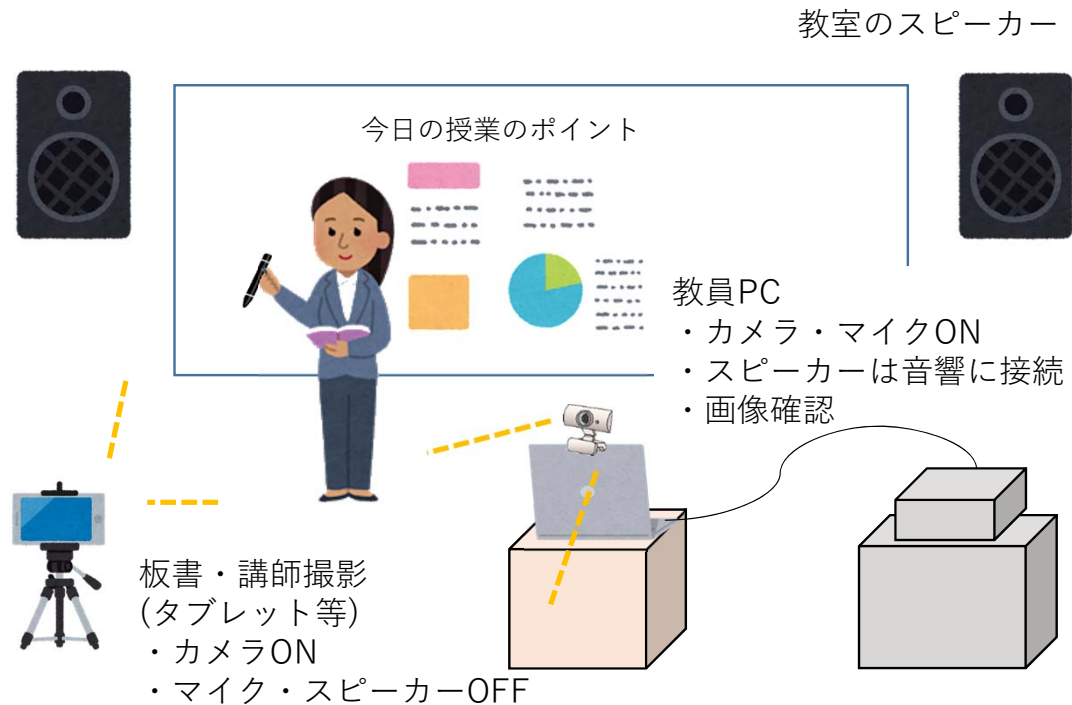 教室のスピーカー
今日の授業のポイント
教員PC
・カメラ・マイクON
・スピーカーは音響に接続
・画像確認
板書・講師撮影
(タブレット等)
・カメラON
・マイク・スピーカーOFF